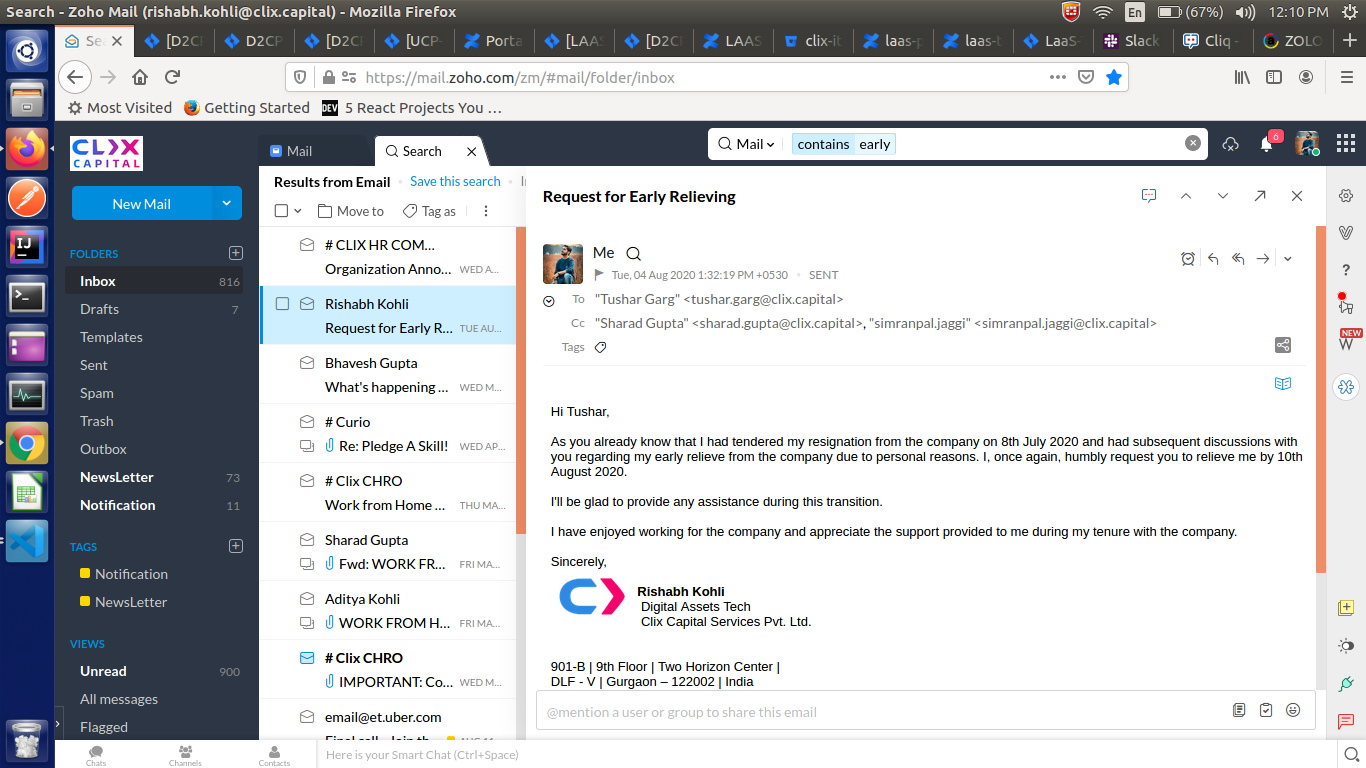 Search - Zoho Mail (rishabh.kohli@clix.capital) - Mozilla Firefox
En (67%) 12:10 PM
Sea [D2CF D2CP [D2CF [UCP- Porta [LAAS [D2CF LAAS clix-it laas-p laas-t LaaS- Slack Cliq - ZOLO
https://mail.zoho.com/zm/#mail/folder/inbox
Most Visited Getting Started DEV 5 React Projects You …
CLIX CAPITAL
Mail
Search
Mail contains early
6
New Mail
FOLDERS
Inbox 816
Drafts 7
Templates
Sent
Spam
Trash
Outbox
NewsLetter 73
Notification 11
TAGS
Notification
NewsLetter
VIEWS
Unread 900
All messages
Flagged
Results from Email Save this search
Move to Tag as
# CLIX HR COM...
Organization Anno... WED A...
Rishabh Kohli
Request for Early R... TUE AU...
Bhavesh Gupta
What's happening ... WED M...
# Curio
Re: Pledge A Skill! WED AP...
# Clix CHRO
Work from Home ... THU MA...
Sharad Gupta
Fwd: WORK FR... FRI MA...
Aditya Kohli
WORK FROM H... FRI MA...
# Clix CHRO
IMPORTANT: Co... WED M...
email@et.uber.com
Request for Early Relieving
Me
Tue, 04 Aug 2020 1:32:19 PM +0530 SENT
To "Tushar Garg" <tushar.garg@clix.capital>
Cc "Sharad Gupta" <sharad.gupta@clix.capital>, "simranpal.jaggi" <simranpal.jaggi@clix.capital>
Tags
NEW
Hi Tushar,
As you already know that I had tendered my resignation from the company on 8th July 2020 and had subsequent discussions with
you regarding my early relieve from the company due to personal reasons. I, once again, humbly request you to relieve me by 10th
August 2020.
I'll be glad to provide any assistance during this transition.
I have enjoyed working for the company and appreciate the support provided to me during my tenure with the company.
Sincerely,
Rishabh Kohli
Digital Assets Tech
Clix Capital Services Pvt. Ltd.
901-B | 9th Floor | Two Horizon Center |
DLF - V | Gurgaon – 122002 | India
@mention a user or group to share this email
Chats Channels Contacts
Here is your Smart Chat (Ctrl+Space)